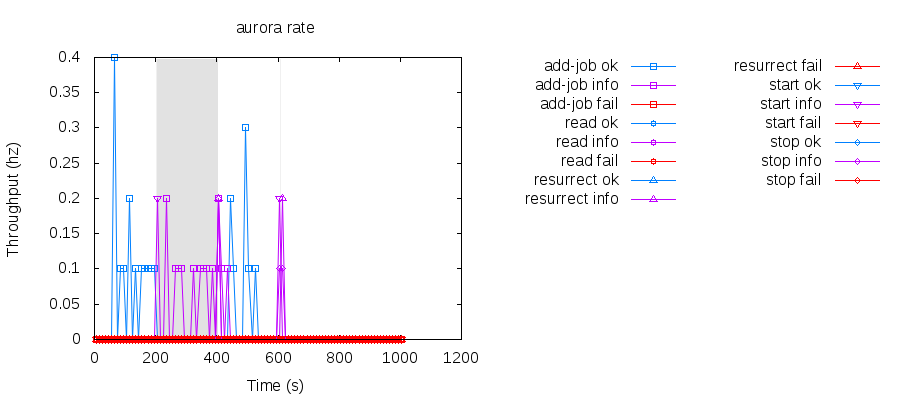 aurora rate
Throughput (hz)
0.4
0.35
0.3
0.25
0.2
0.15
0.1
0.05
0
0 200 400 600 800 1000 1200
Time (s)
add-job ok
add-job info
add-job fail
read ok
read info
read fail
resurrect ok
resurrect info
resurrect fail
start ok
start info
start fail
stop ok
stop info
stop fail